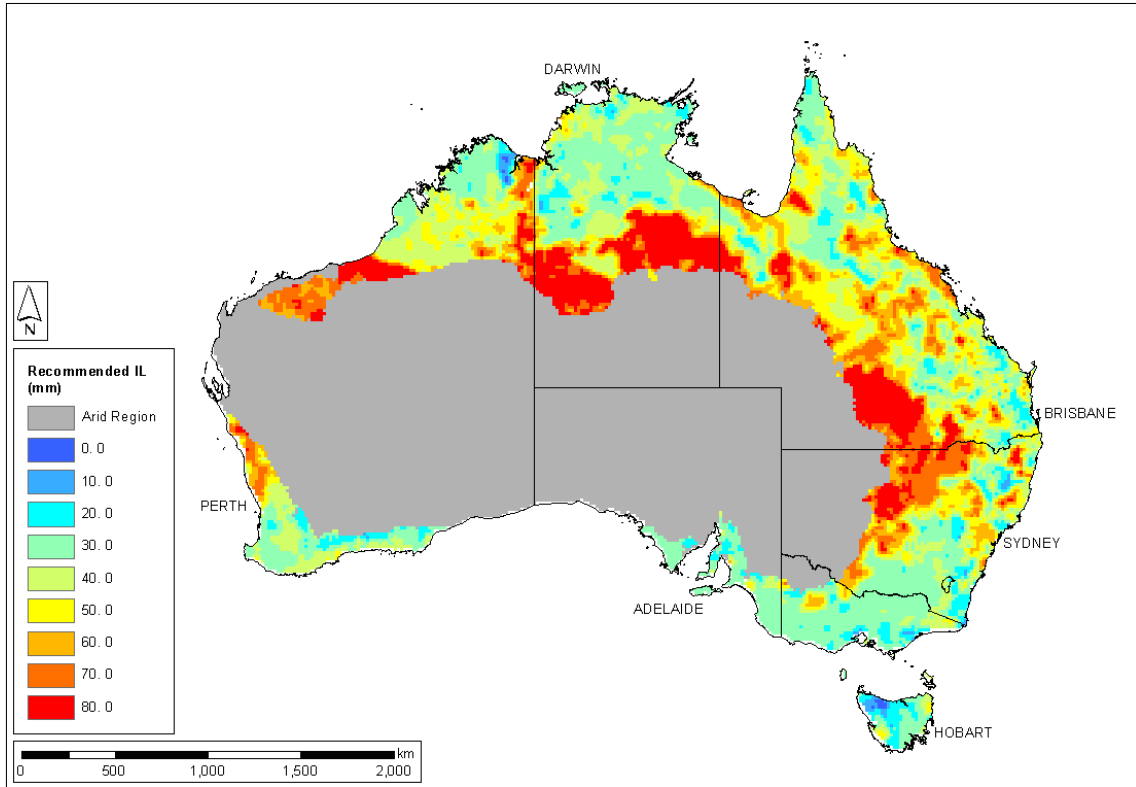 DARWIN
BRISBANE
PERTH
SYDNEY
ADELAIDE
HOBART
N
Recommended IL
(mm)
Arid Region
0. 0
10. 0
20. 0
30. 0
40. 0
50. 0
60. 0
70. 0
80. 0
km
0 500 1,000 1,500 2,000